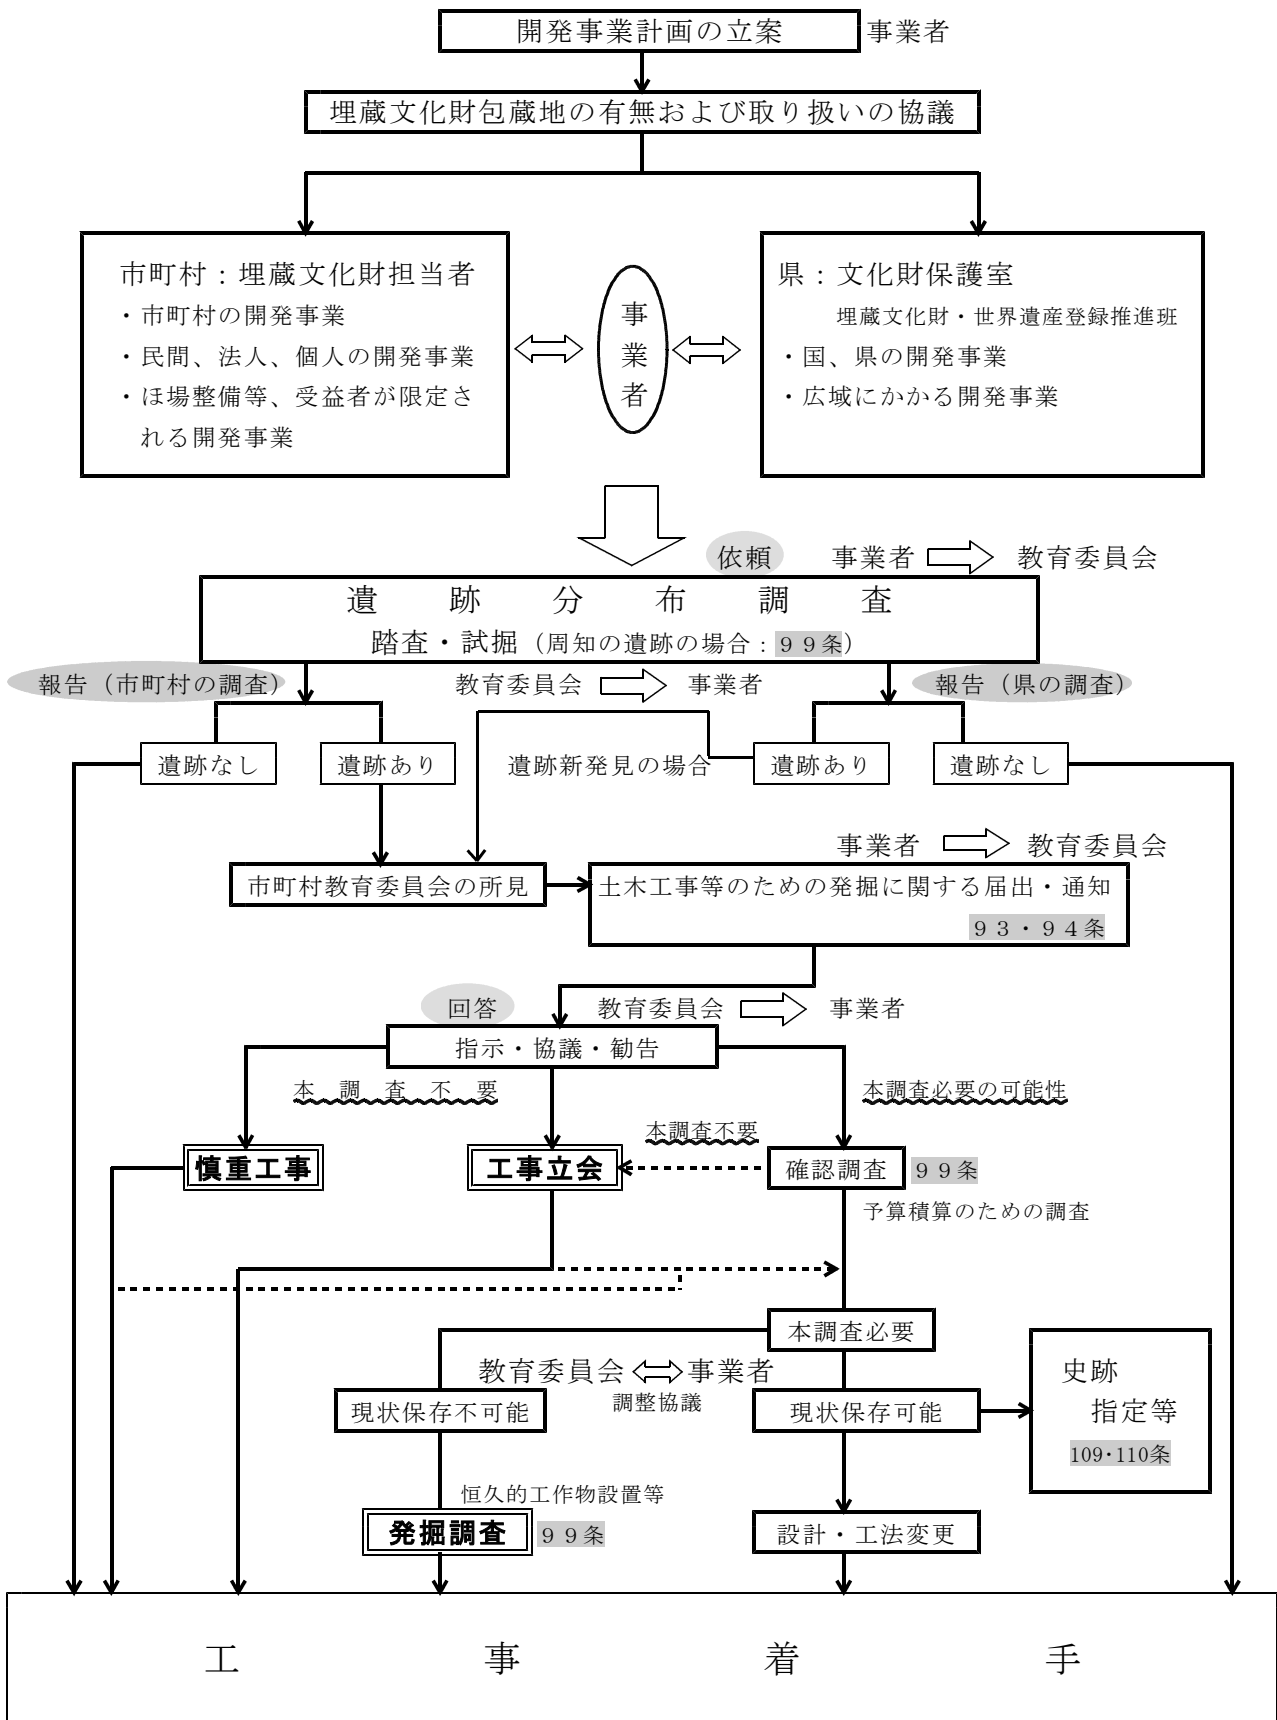 開発事業計画の立案 事業者
埋蔵文化財包蔵地の有無および取り扱いの協議
市町村：埋蔵文化財担当者
・市町村の開発事業
・民間、法人、個人の開発事業
・ほ場整備等、受益者が限定さ
れる開発事業
事業者
県：文化財保護室
埋蔵文化財・世界遺産登録推進班
・国、県の開発事業
・広域にかかる開発事業
依頼 事業者 教育委員会
遺跡分布調査
踏査・試掘（周知の遺跡の場合：９９条）
報告（市町村の調査） 教育委員会 事業者 報告（県の調査）
遺跡なし 遺跡あり 遺跡新発見の場合 遺跡あり 遺跡なし
事業者 教育委員会
市町村教育委員会の所見 土木工事等のための発掘に関する届出・通知
９３・９４条
回答 教育委員会 事業者
指示・協議・勧告
本調査不要 本調査必要の可能性
本調査不要
慎重工事 工事立会 確認調査 ９９条
予算積算のための調査
本調査必要
教育委員会 事業者
調整協議
現状保存不可能 現状保存可能
史跡
指定等
109・110条
恒久的工作物設置等
発掘調査 ９９条 設計・工法変更
工事着手